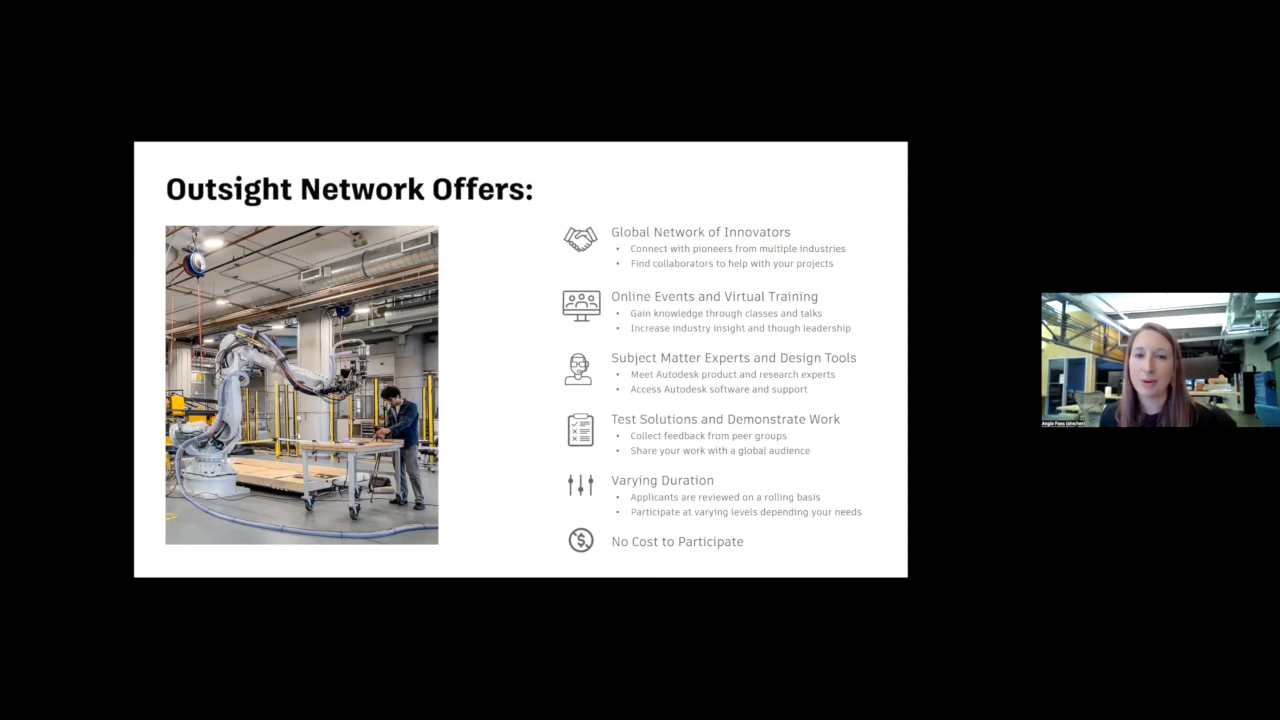 Outsight Network Offers:
Global Network of Innovators
• Connect with pioneers from multiple industries
• Find collaborators to help with your projects
Online Events and Virtual Training
• Gain knowledge through classes and talks
• Increase industry insight and though leadership
Subject Matter Experts and Design Tools
• Meet Autodesk product and research experts
• Access Autodesk software and support
Test Solutions and Demonstrate Work
• Collect feedback from peer groups
• Share your work with a global audience
Varying Duration
• Applicants are reviewed on a rolling basis
• Participate at varying levels depending your needs
No Cost to Participate
Angie Foss (she/her)